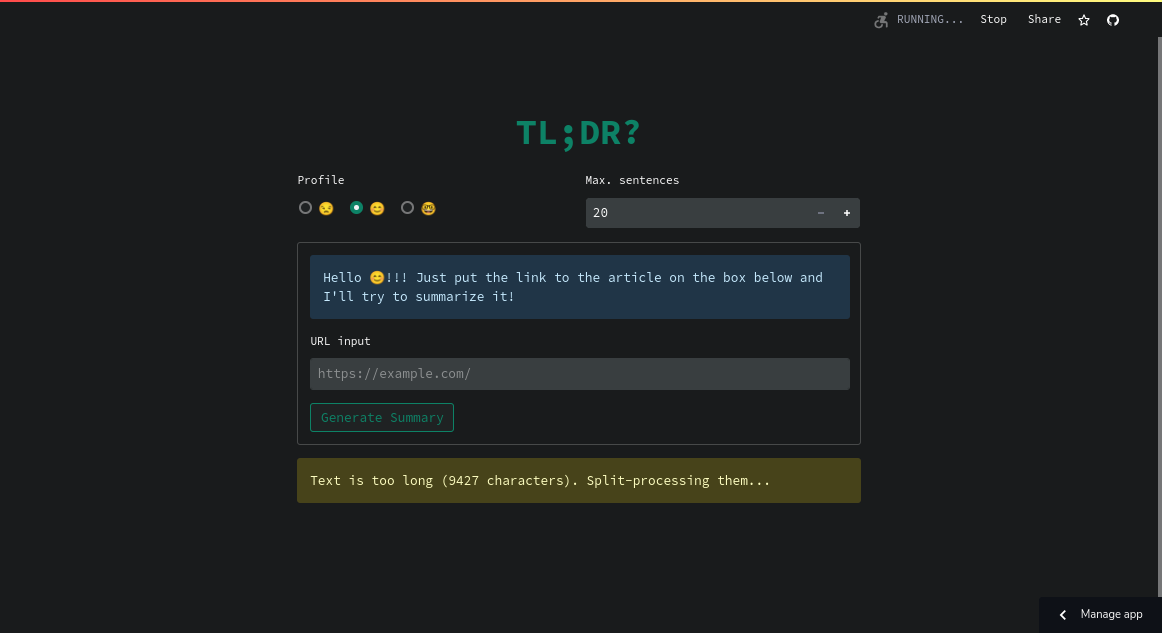 RUNNING... Stop Share
TL;DR?
Profile
Max. sentences
😒 😊 🤓
20 − +
Hello 😊!!! Just put the link to the article on the box below and
I'll try to summarize it!
URL input
https://example.com/
Generate Summary
Text is too long (9427 characters). Split-processing them...
Manage app